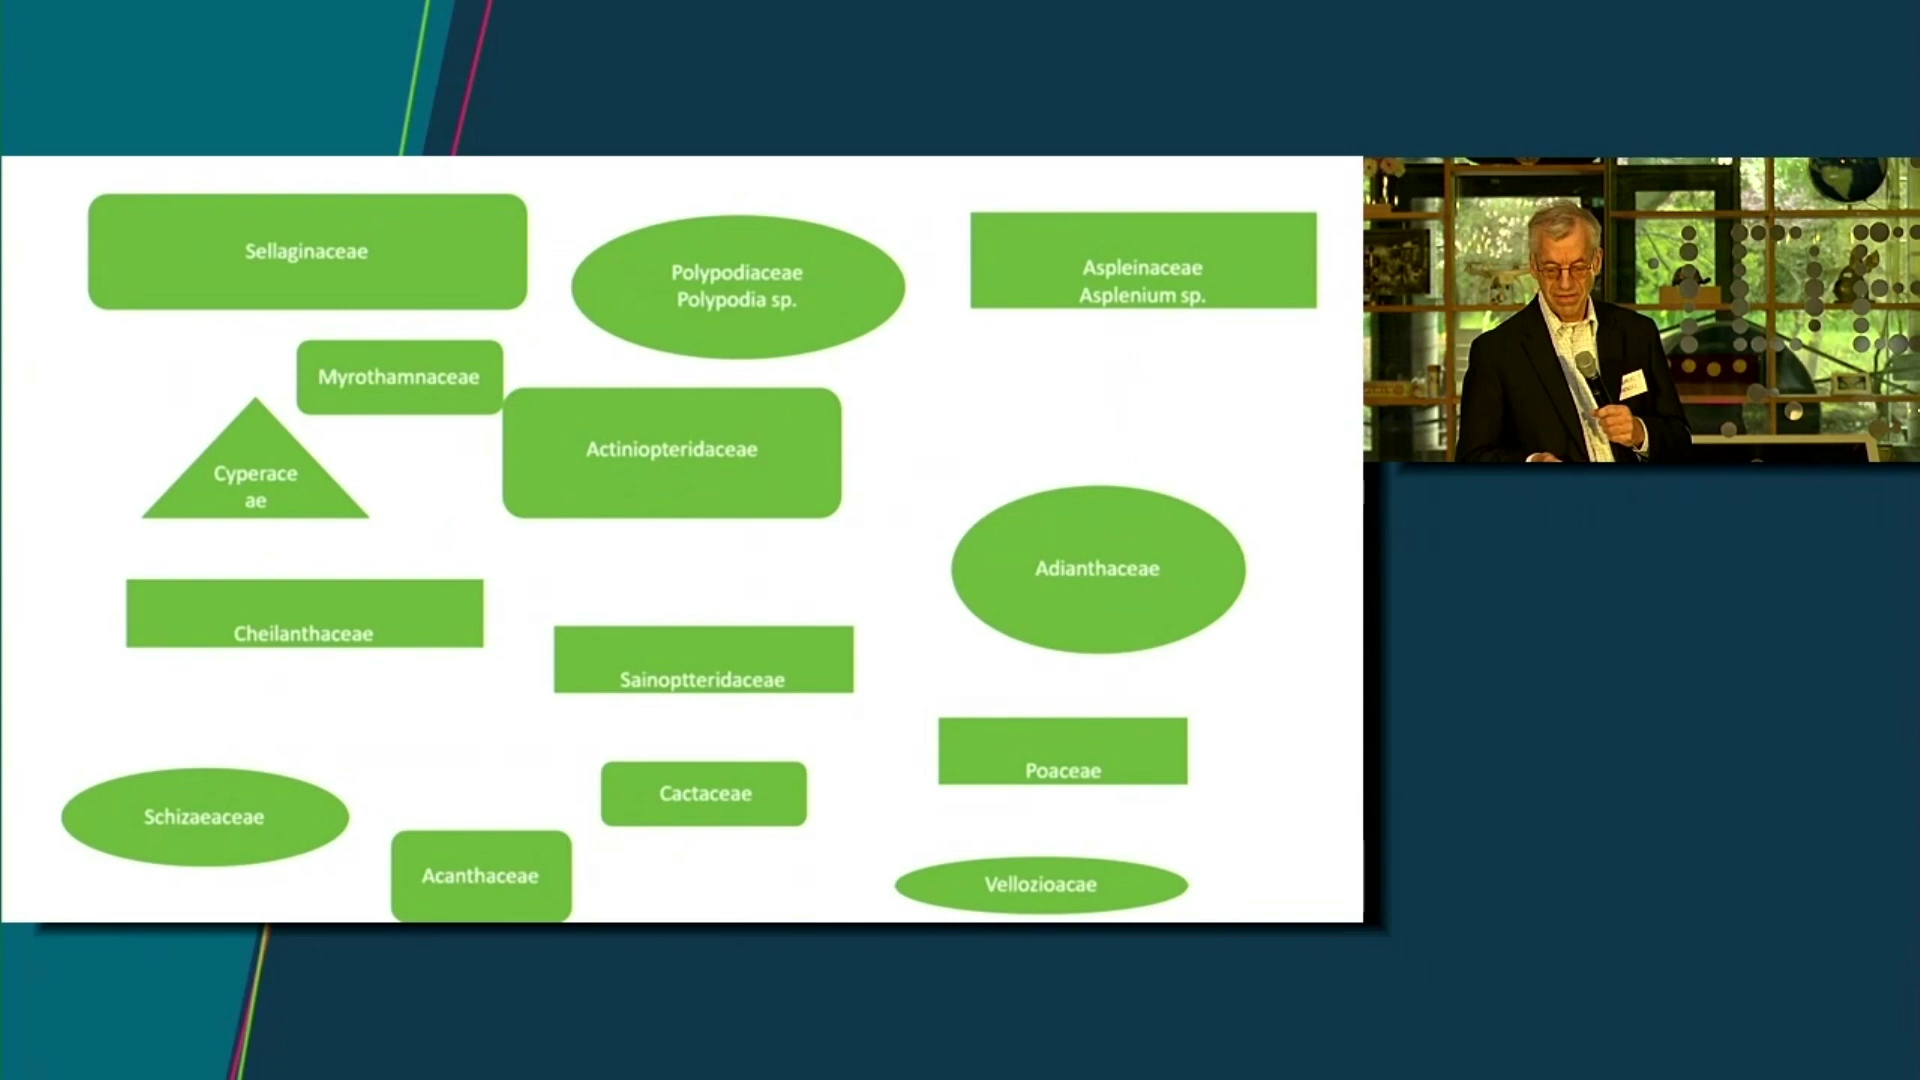 Sellaginaceae
Polypodiaceae
Polypodia sp.
Aspleinaceae
Asplenium sp.
Myrothamnaceae
Actiniopteridaceae
Cyperace
ae
Adianthaceae
Cheilanthaceae
Sainoptteridaceae
Poaceae
Cactaceae
Schizaeaceae
Acanthaceae
Vellozioacae